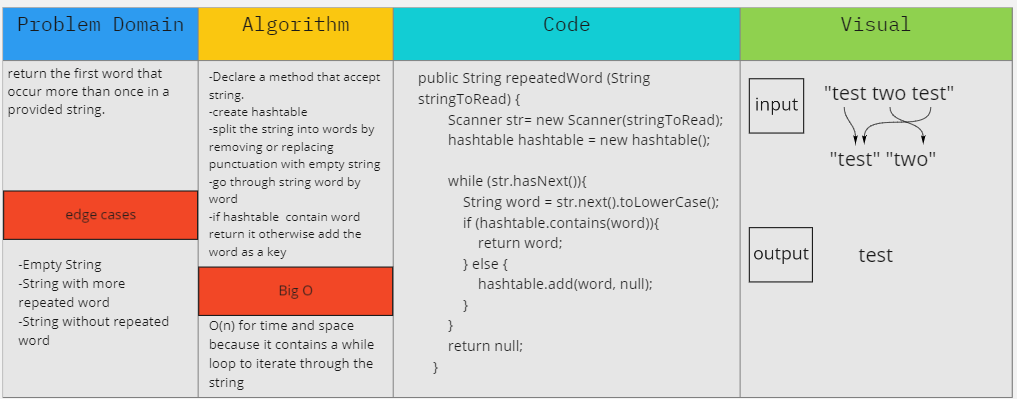 Problem Domain
Algorithm
Code
Visual
return the first word that
occur more than once in a
provided string.
edge cases
-Empty String
-String with more
repeated word
-String without repeated
word
-Declare a method that accept
string.
-create hashtable
-split the string into words by
removing or replacing
punctuation with empty string
-go through string word by
word
-if hashtable contain word
return it otherwise add the
word as a key
Big O
O(n) for time and space
because it contains a while
loop to iterate through the
string
public String repeatedWord (String
stringToRead) {
Scanner str= new Scanner(stringToRead);
hashtable hashtable = new hashtable();
while (str.hasNext()){
String word = str.next().toLowerCase();
if (hashtable.contains(word)){
return word;
} else {
hashtable.add(word, null);
}
}
return null;
}
input
"test two test"
"test" "two"
output
test